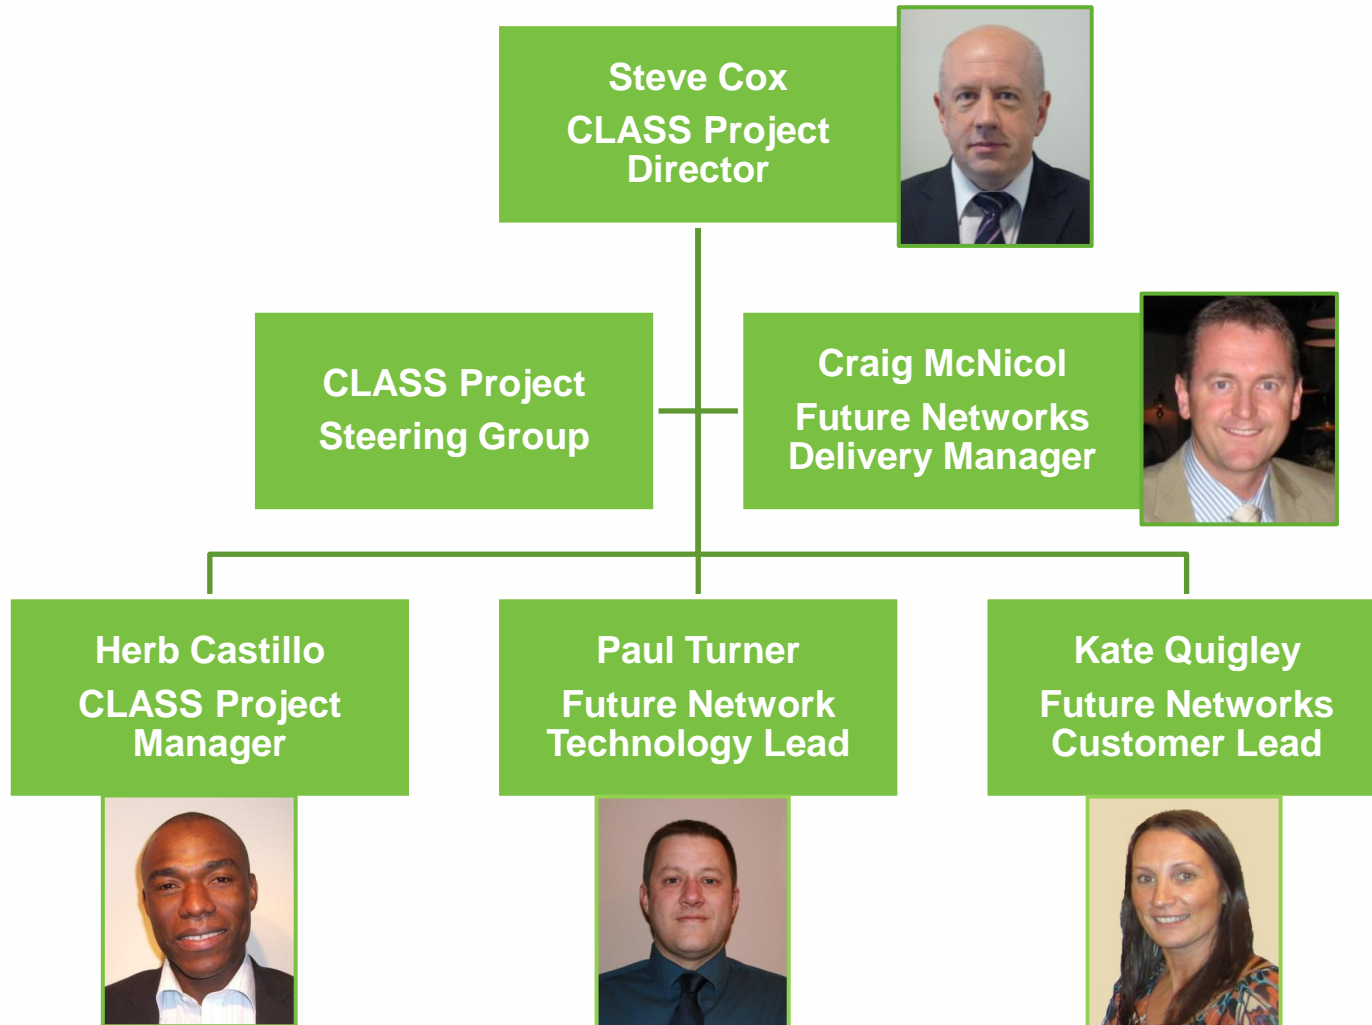 Steve Cox
CLASS Project
Director
CLASS Project
Steering Group
Craig McNicol
Future Networks
Delivery Manager
Herb Castillo
CLASS Project
Manager
Paul Turner
Future Network
Technology Lead
Kate Quigley
Future Networks
Customer Lead